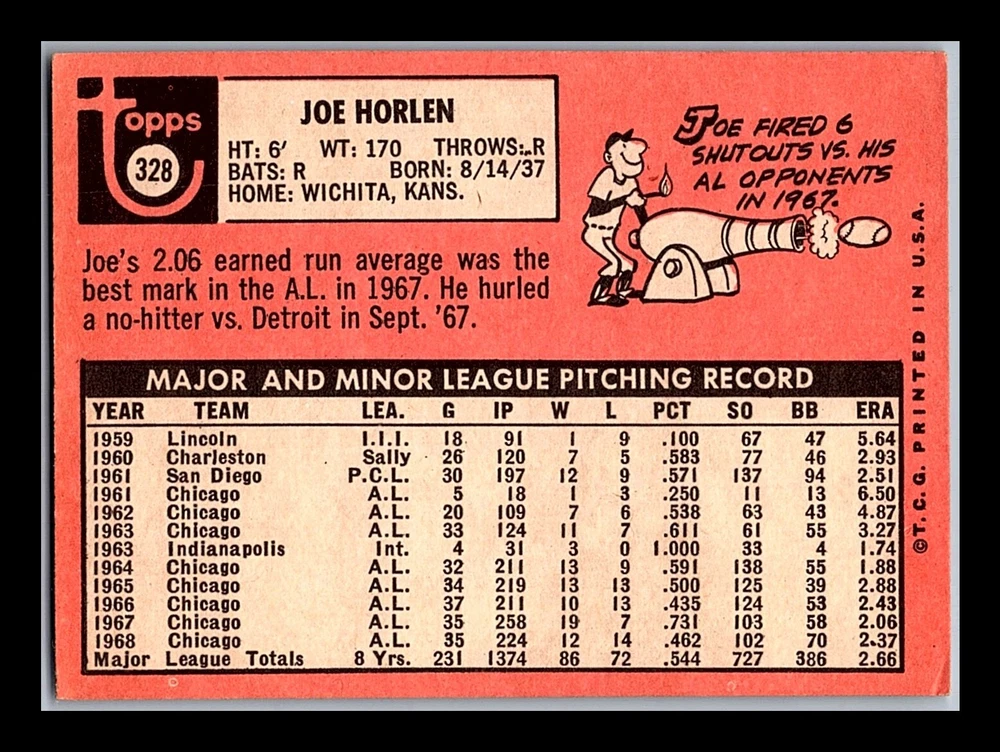 Topps
328
JOE HORLEN
HT: 6' WT: 170 THROWS: R
BATS: R BORN: 8/14/37
HOME: WICHITA, KANS.
JOE FIRED 6
SHUTOUTS VS. HIS
AL OPPONENTS
IN 1967.
Joe's 2.06 earned run average was the
best mark in the A.L. in 1967. He hurled
a no-hitter vs. Detroit in Sept. '67.
MAJOR AND MINOR LEAGUE PITCHING RECORD
YEAR TEAM LEA. G IP W L PCT SO BB ERA
1959 Lincoln I.I.I. 18 91 1 9 .100 67 47 5.64
1960 Charleston Sally 26 120 7 5 .583 77 46 2.93
1961 San Diego P.C.L. 30 197 12 9 .571 137 94 2.51
1961 Chicago A.L. 5 18 1 3 .250 11 13 6.50
1962 Chicago A.L. 20 109 7 6 .538 63 43 4.87
1963 Chicago A.L. 33 124 11 7 .611 61 55 3.27
1963 Indianapolis Int. 4 31 3 0 1.000 33 4 1.74
1964 Chicago A.L. 32 211 13 9 .591 138 55 1.88
1965 Chicago A.L. 34 219 13 13 .500 125 39 2.88
1966 Chicago A.L. 37 211 10 13 .435 124 53 2.43
1967 Chicago A.L. 35 258 19 7 .731 103 58 2.06
1968 Chicago A.L. 35 224 12 14 .462 102 70 2.37
Major League Totals 8 Yrs. 231 1374 86 72 .544 727 386 2.66
©T.C.G. PRINTED IN U.S.A.